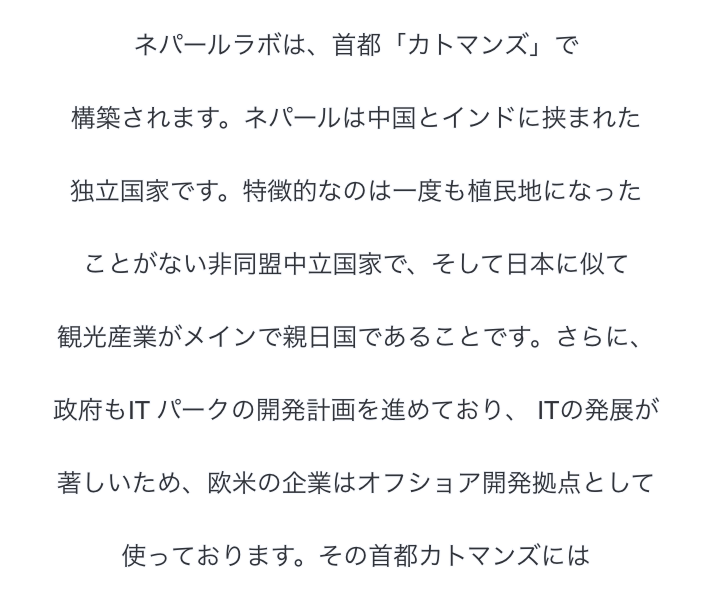 ネパールラボは、首都「カトマンズ」で
構築されます。ネパールは中国とインドに挟まれた
独立国家です。特徴的なのは一度も植民地になった
ことがない非同盟中立国家で、そして日本に似て
観光産業がメインで親日国であることです。さらに、
政府もIT パークの開発計画を進めており、 ITの発展が
著しいため、欧米の企業はオフショア開発拠点として
使っております。その首都カトマンズには